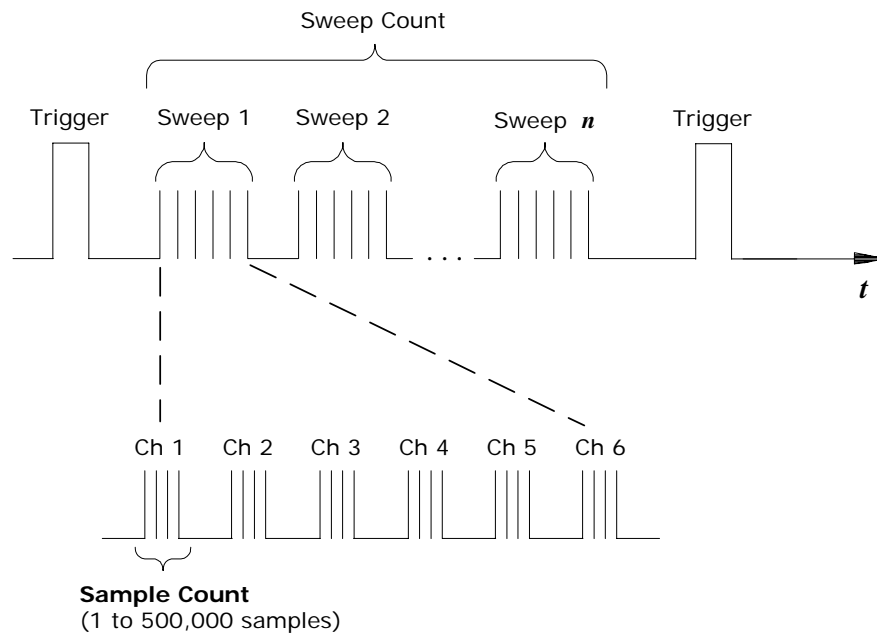 Sweep Count
Trigger Sweep 1 Sweep 2 Sweep n Trigger
. . .
t
Ch 1 Ch 2 Ch 3 Ch 4 Ch 5 Ch 6
Sample Count
(1 to 500,000 samples)